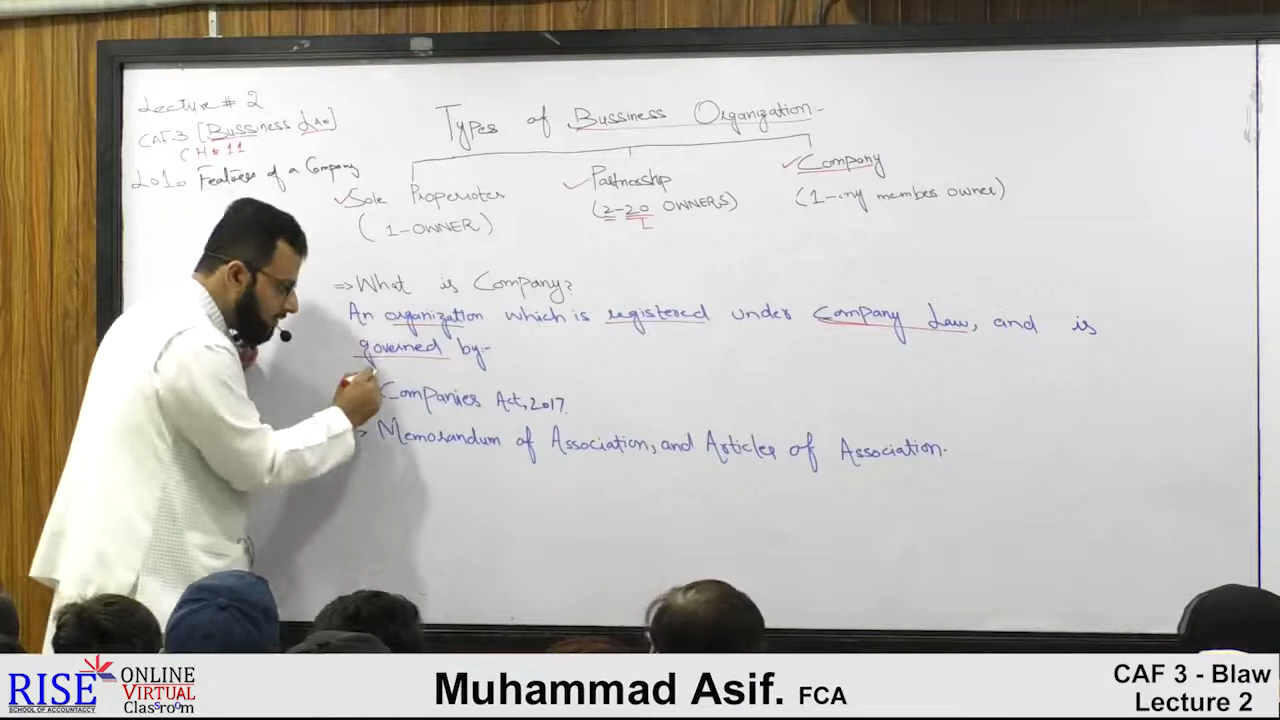 Lecture # 2
CAF-3 [Bussiness Law]
CH # 11
LO1. Features of a Company
Types of Bussiness Organization-
Sole Properioter
(1-OWNER)
Partnership
(2-20 OWNERS)
Company
(1-any member owner)
⇒ What is Company?
An organization which is registered under Company Law, and is
governed by:-
Companies Act, 2017.
> Memorandum of Association, and Articles of Association.
RISE
SCHOOL OF ACCOUNTANCY
ONLINE
VIRTUAL
Classroom
Muhammad Asif. FCA
CAF 3 - Blaw
Lecture 2